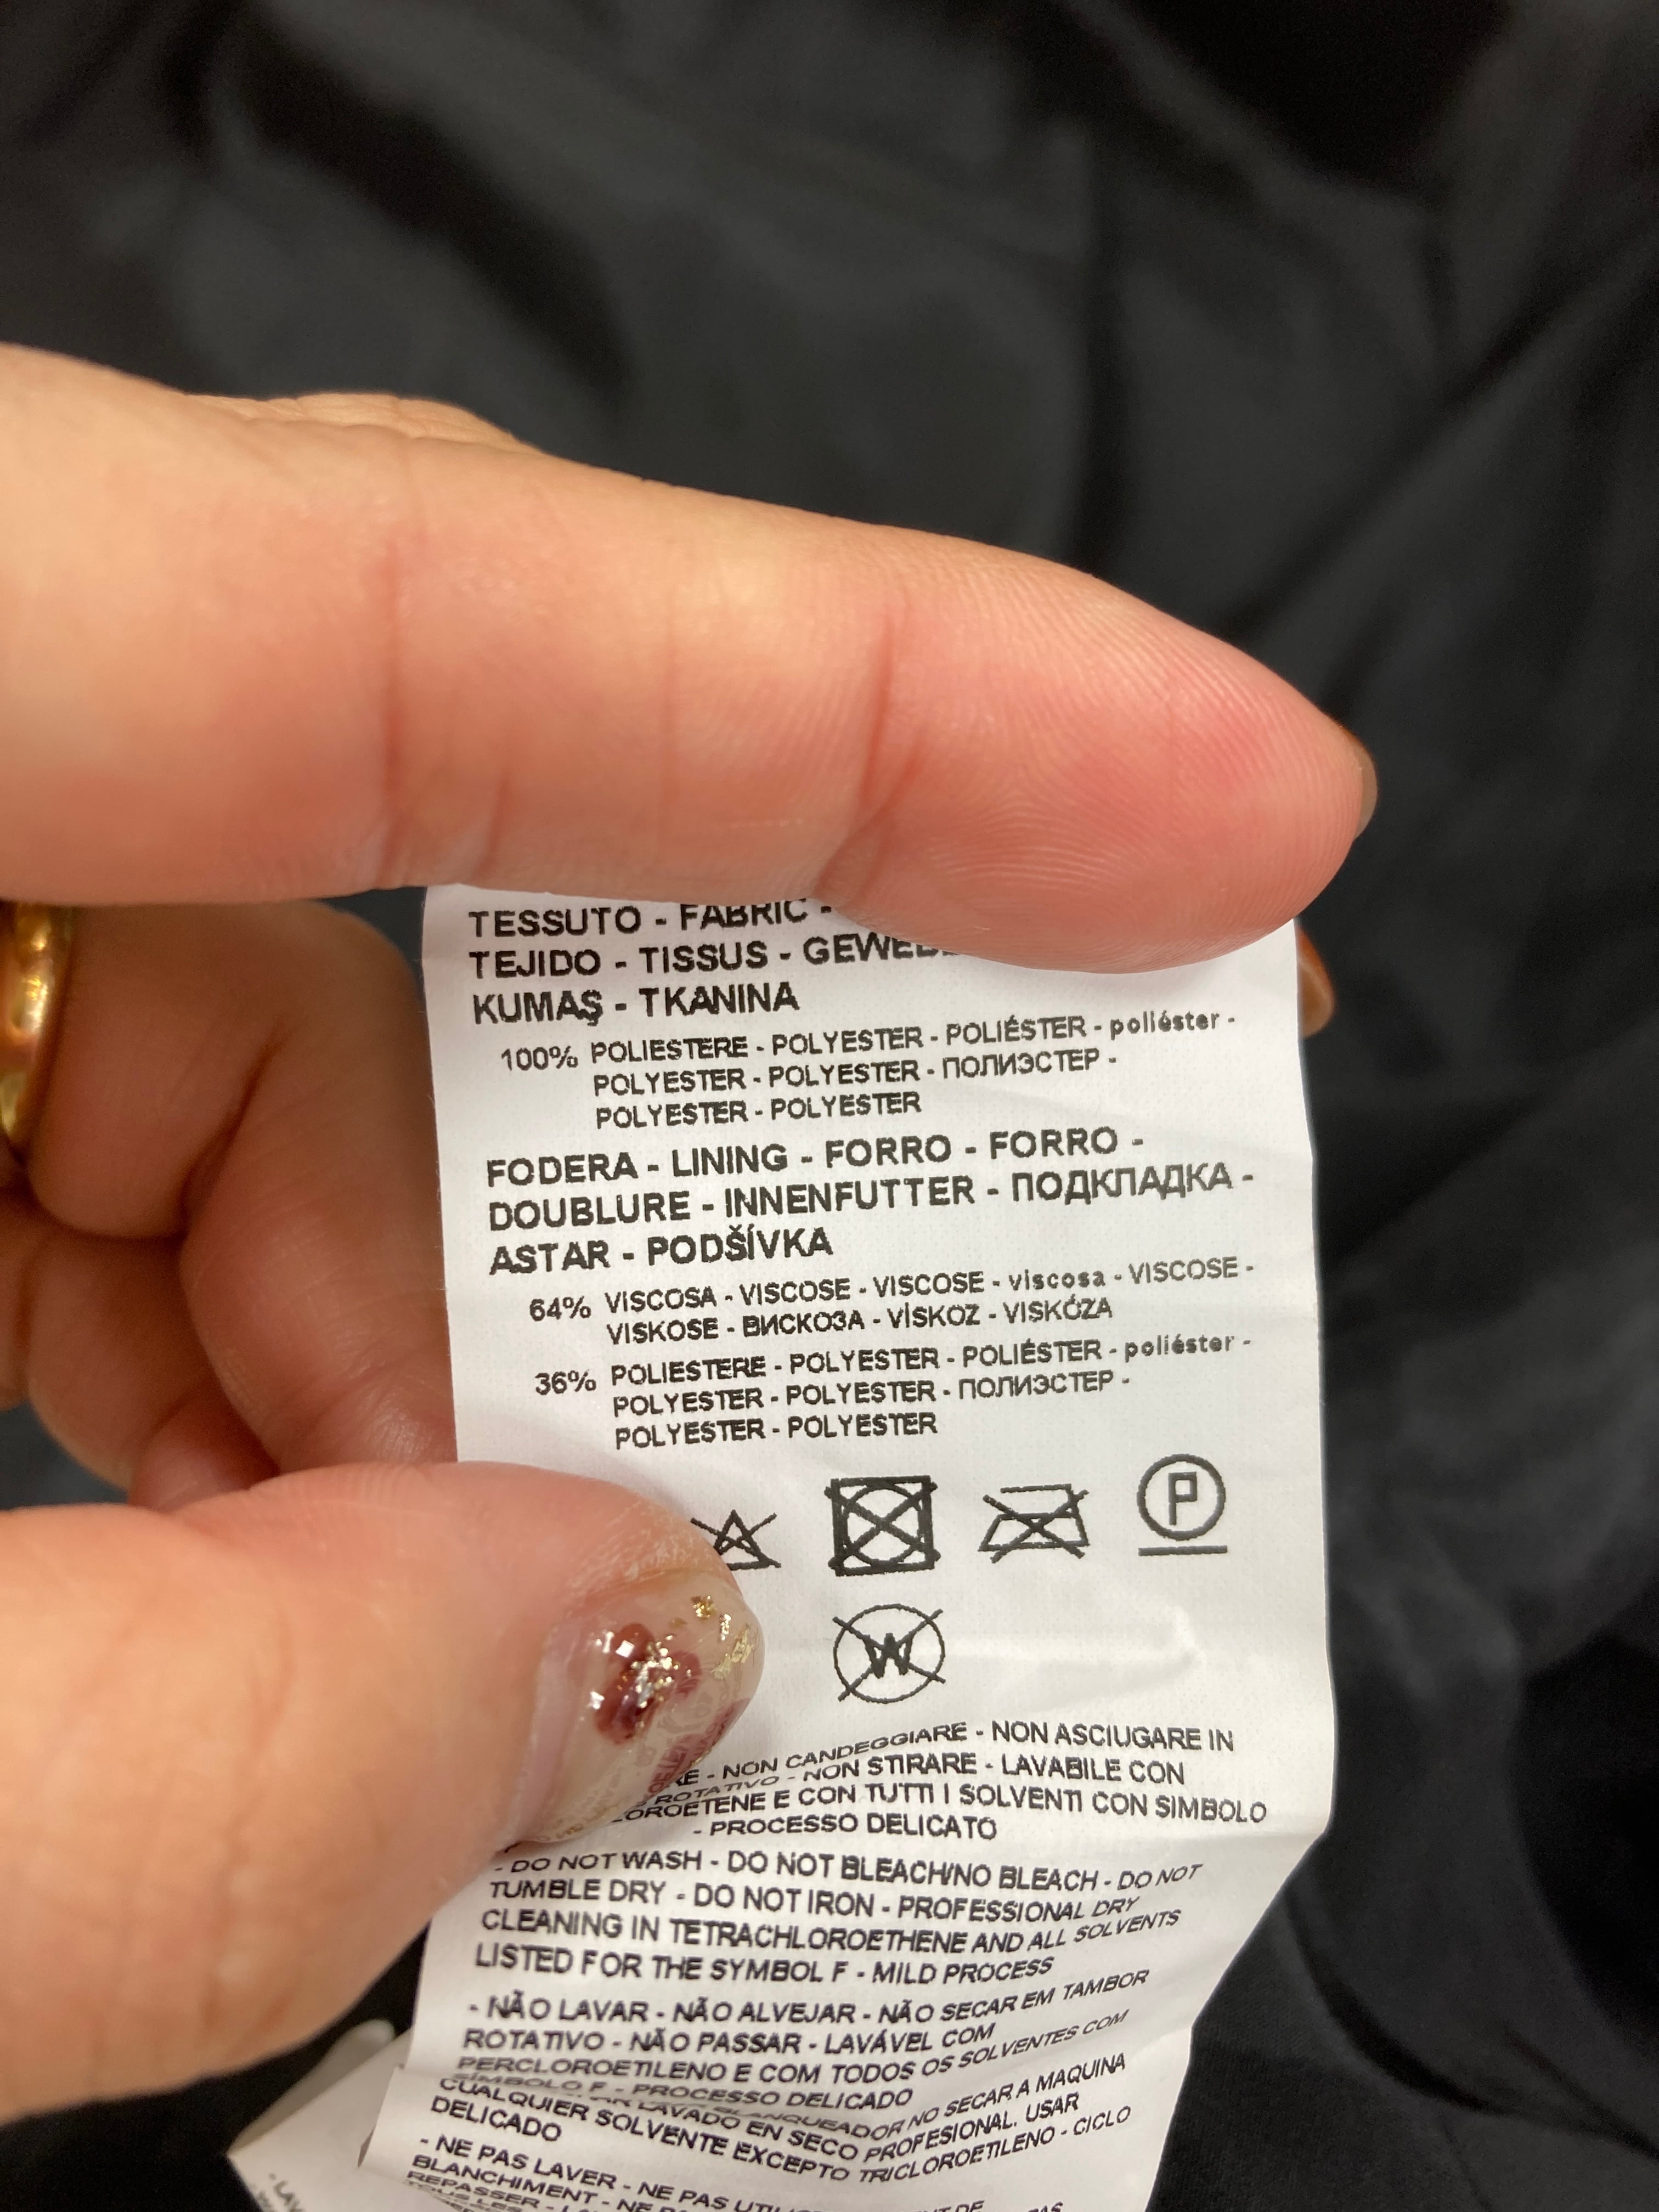 TESSUTO - FABRIC -
TEJIDO - TISSUS -
KUMAŞ - TKANINA
100% POLIESTERE - POLYESTER - POLIÉSTER - poliéster -
POLYESTER - POLYESTER - ПОЛИЭСТЕР -
POLYESTER - POLYESTER
FODERA - LINING - FORRO - FORRO -
DOUBLURE - INNENFUTTER - ПОДКЛАДКА -
ASTAR - PODŠÍVKA
64% VISCOSA - VISCOSE - VISCOSE - viscosa - VISCOSE -
VISKOSE - ВИСКОЗА - VİSKOZ - VISKÓZA
36% POLIESTERE - POLYESTER - POLIÉSTER - poliéster -
POLYESTER - POLYESTER - ПОЛИЭСТЕР -
POLYESTER - POLYESTER
P
W
- NON CANDEGGIARE - NON ASCIUGARE IN
ROTATIVO - NON STIRARE - LAVABILE CON
E CON TUTTI I SOLVENTI CON SIMBOLO
- PROCESSO DELICATO
- DO NOT WASH - DO NOT BLEACH/NO BLEACH - DO NOT
TUMBLE DRY - DO NOT IRON - PROFESSIONAL DRY
CLEANING IN TETRACHLOROETHENE AND ALL SOLVENTS
LISTED FOR THE SYMBOL F - MILD PROCESS
- NÃO LAVAR - NÃO ALVEJAR - NÃO SECAR EM TAMBOR
ROTATIVO - NÃO PASSAR - LAVÁVEL COM
PERCLOROETILENO E COM TODOS OS SOLVENTES COM
SÍMBOLO F - PROCESSO DELICADO
BLANQUEADOR NO SECAR A MAQUINA
LAVADO EN SECO PROFESIONAL. USAR
CUALQUIER SOLVENTE EXCEPTO TRICLOROETILENO - CICLO
DELICADO
- NE PAS LAVER - NE PAS
BLANCHIMENT - NE
REPASSER -